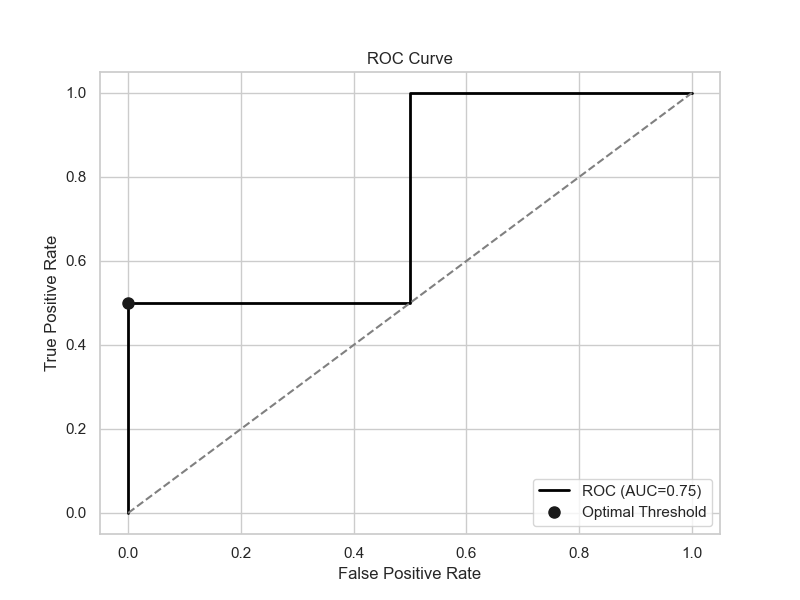 ROC Curve
1.0
0.8
0.6
0.4
0.2
0.0
True Positive Rate
0.0 0.2 0.4 0.6 0.8 1.0
False Positive Rate
ROC (AUC=0.75)
Optimal Threshold